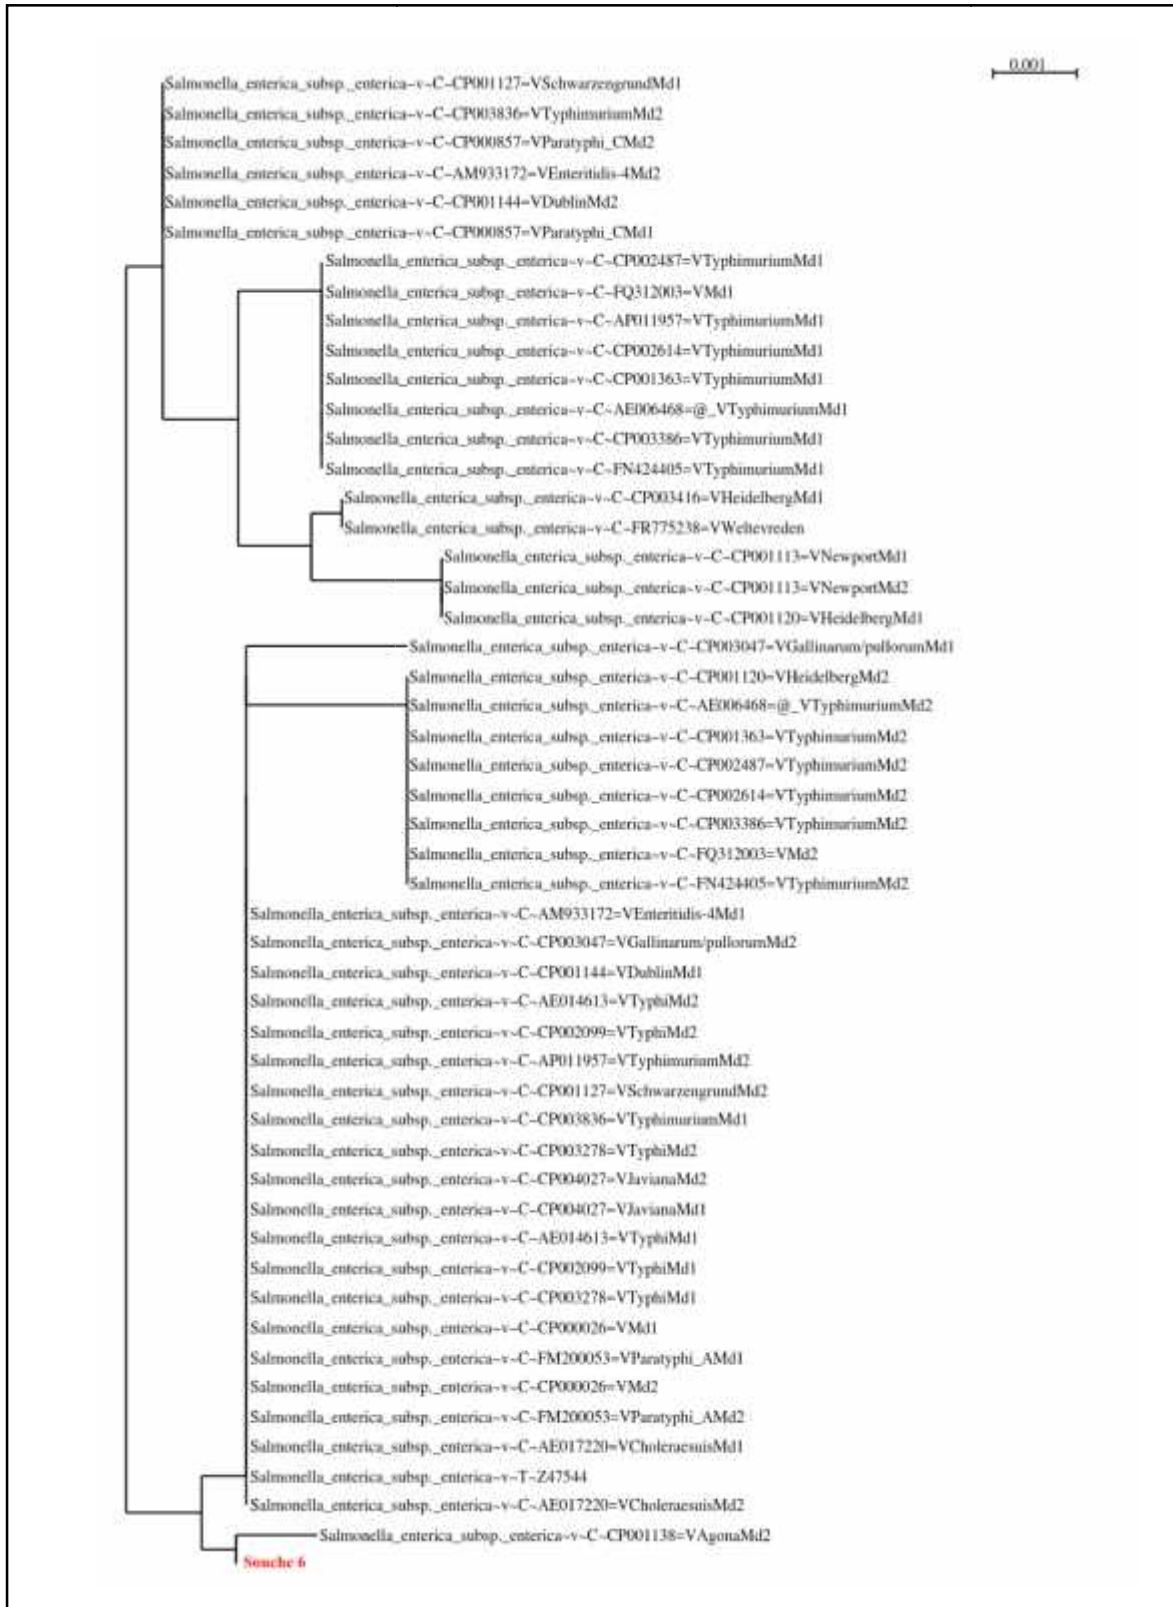 0.001
Salmonella_enterica_subsp._enterica~v~C~CP001127=VSchwarzengrundMd1
Salmonella_enterica_subsp._enterica~v~C~CP003836=VTyphimuriumMd2
Salmonella_enterica_subsp._enterica~v~C~CP000857=VParatyphi_CMd2
Salmonella_enterica_subsp._enterica~v~C~AM933172=VEnteritidis-4Md2
Salmonella_enterica_subsp._enterica~v~C~CP001144=VDublinMd2
Salmonella_enterica_subsp._enterica~v~C~CP000857=VParatyphi_CMd1
Salmonella_enterica_subsp._enterica~v~C~CP002487=VTyphimuriumMd1
Salmonella_enterica_subsp._enterica~v~C~FQ312003=VMd1
Salmonella_enterica_subsp._enterica~v~C~AP011957=VTyphimuriumMd1
Salmonella_enterica_subsp._enterica~v~C~CP002614=VTyphimuriumMd1
Salmonella_enterica_subsp._enterica~v~C~CP001363=VTyphimuriumMd1
Salmonella_enterica_subsp._enterica~v~C~AE006468=@_VTyphimuriumMd1
Salmonella_enterica_subsp._enterica~v~C~CP003386=VTyphimuriumMd1
Salmonella_enterica_subsp._enterica~v~C~FN424405=VTyphimuriumMd1
Salmonella_enterica_subsp._enterica~v~C~CP003416=VHeidelbergMd1
Salmonella_enterica_subsp._enterica~v~C~FR775238=VWeltevreden
Salmonella_enterica_subsp._enterica~v~C~CP001113=VNewportMd1
Salmonella_enterica_subsp._enterica~v~C~CP001113=VNewportMd2
Salmonella_enterica_subsp._enterica~v~C~CP001120=VHeidelbergMd1
Salmonella_enterica_subsp._enterica~v~C~CP003047=VGallinarum/pullorumMd1
Salmonella_enterica_subsp._enterica~v~C~CP001120=VHeidelbergMd2
Salmonella_enterica_subsp._enterica~v~C~AE006468=@_VTyphimuriumMd2
Salmonella_enterica_subsp._enterica~v~C~CP001363=VTyphimuriumMd2
Salmonella_enterica_subsp._enterica~v~C~CP002487=VTyphimuriumMd2
Salmonella_enterica_subsp._enterica~v~C~CP002614=VTyphimuriumMd2
Salmonella_enterica_subsp._enterica~v~C~CP003386=VTyphimuriumMd2
Salmonella_enterica_subsp._enterica~v~C~FQ312003=VMd2
Salmonella_enterica_subsp._enterica~v~C~FN424405=VTyphimuriumMd2
Salmonella_enterica_subsp._enterica~v~C~AM933172=VEnteritidis-4Md1
Salmonella_enterica_subsp._enterica~v~C~CP003047=VGallinarum/pullorumMd2
Salmonella_enterica_subsp._enterica~v~C~CP001144=VDublinMd1
Salmonella_enterica_subsp._enterica~v~C~AE014613=VTyphiMd2
Salmonella_enterica_subsp._enterica~v~C~CP002099=VTyphiMd2
Salmonella_enterica_subsp._enterica~v~C~AP011957=VTyphimuriumMd2
Salmonella_enterica_subsp._enterica~v~C~CP001127=VSchwarzengrundMd2
Salmonella_enterica_subsp._enterica~v~C~CP003836=VTyphimuriumMd1
Salmonella_enterica_subsp._enterica~v~C~CP003278=VTyphiMd2
Salmonella_enterica_subsp._enterica~v~C~CP004027=VJavianaMd2
Salmonella_enterica_subsp._enterica~v~C~CP004027=VJavianaMd1
Salmonella_enterica_subsp._enterica~v~C~AE014613=VTyphiMd1
Salmonella_enterica_subsp._enterica~v~C~CP002099=VTyphiMd1
Salmonella_enterica_subsp._enterica~v~C~CP003278=VTyphiMd1
Salmonella_enterica_subsp._enterica~v~C~CP000026=VMd1
Salmonella_enterica_subsp._enterica~v~C~FM200053=VParatyphi_AMd1
Salmonella_enterica_subsp._enterica~v~C~CP000026=VMd2
Salmonella_enterica_subsp._enterica~v~C~FM200053=VParatyphi_AMd2
Salmonella_enterica_subsp._enterica~v~C~AE017220=VCholeraesuisMd1
Salmonella_enterica_subsp._enterica~v~T~Z47544
Salmonella_enterica_subsp._enterica~v~C~AE017220=VCholeraesuisMd2
Salmonella_enterica_subsp._enterica~v~C~CP001138=VAgonaMd2
Souche 6